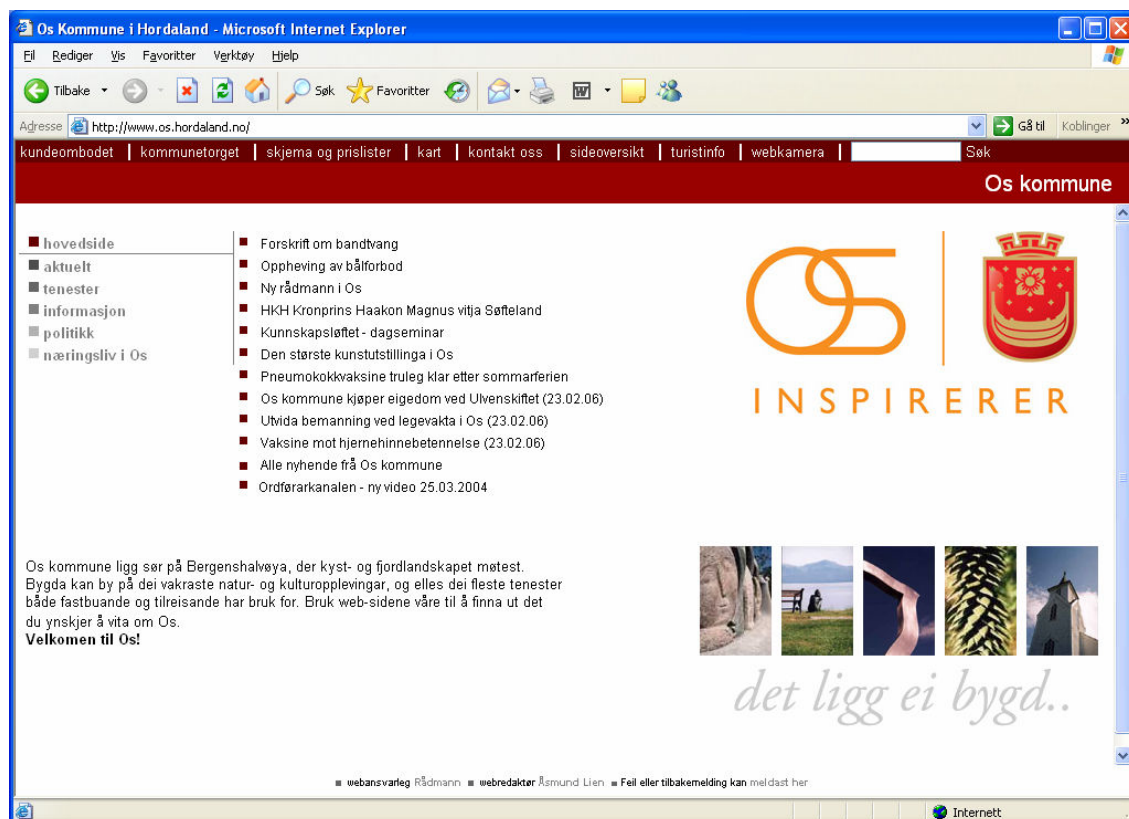 Os Kommune i Hordaland - Microsoft Internet Explorer
Fil Rediger Vis Favoritter Verktøy Hjelp
Tilbake Søk Favoritter
Adresse http://www.os.hordaland.no/ Gå til Koblinger »
kundeombodet | kommunetorget | skjema og prislister | kart | kontakt oss | sideoversikt | turistinfo | webkamera | Søk
Os kommune
hovedside
aktuelt
tenester
informasjon
politikk
næringsliv i Os
Forskrift om bandtvang
Oppheving av bålforbod
Ny rådmann i Os
HKH Kronprins Haakon Magnus vitja Søfteland
Kunnskapsløftet - dagseminar
Den største kunstutstillinga i Os
Pneumokokkvaksine truleg klar etter sommarferien
Os kommune kjøper eigedom ved Ulvenskiftet (23.02.06)
Utvida bemanning ved legevakta i Os (23.02.06)
Vaksine mot hjernehinnebetennelse (23.02.06)
Alle nyhende frå Os kommune
Ordførarkanalen - ny video 25.03.2004
OS
INSPIRERER
Os kommune ligg sør på Bergenshalvøya, der kyst- og fjordlandskapet møtest.
Bygda kan by på dei vakraste natur- og kulturopplevingar, og elles dei fleste tenester
både fastbuande og tilreisande har bruk for. Bruk web-sidene våre til å finna ut det
du ynskjer å vita om Os.
Velkomen til Os!
det ligg ei bygd..
webansvarleg Rådmann webredaktør Åsmund Lien Feil eller tilbakemelding kan meldast her
Internett